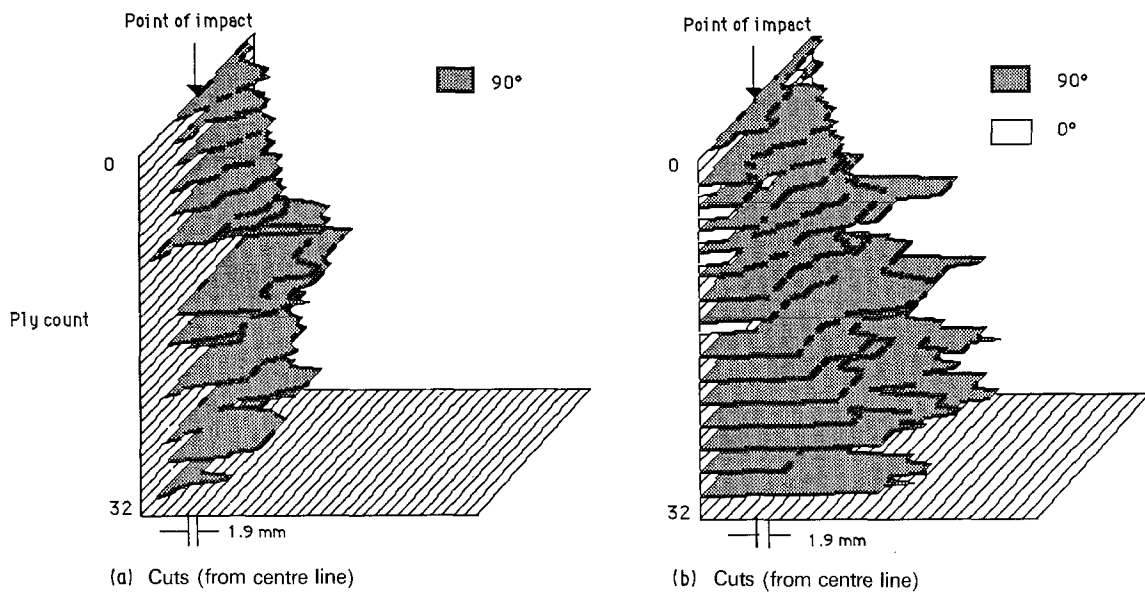 Point of impact
90°
0
Ply count
32
1.9 mm
(a) Cuts (from centre line)
Point of impact
90°
0°
0
32
1.9 mm
(b) Cuts (from centre line)